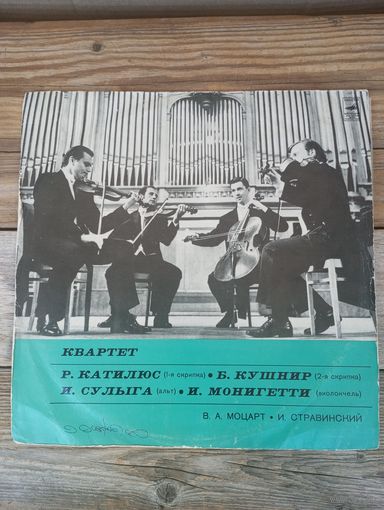 КВАРТЕТ
Р. КАТИЛЮС (1-я скрипка) • Б. КУШНИР (2-я скрипка)
И. СУЛЫГА (альт) • И. МОНИГЕТТИ (виолончель)
В. А. МОЦАРТ • И. СТРАВИНСКИЙ